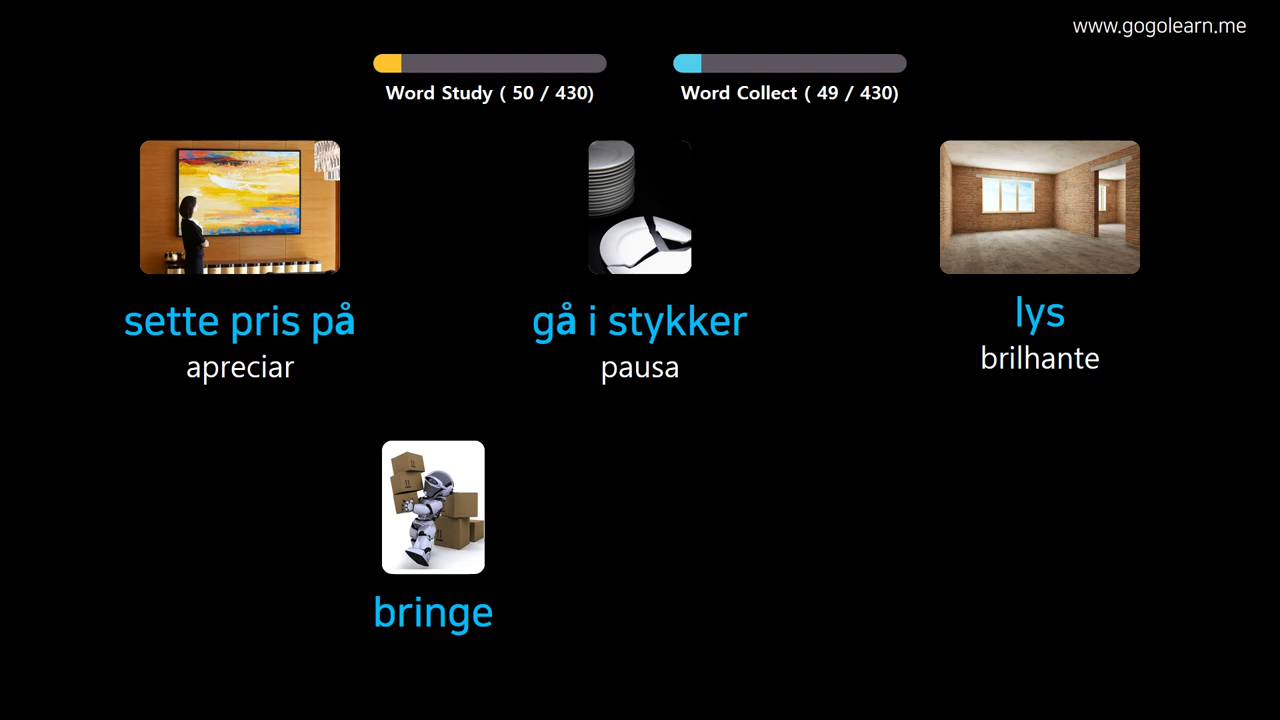 www.gogolearn.me
Word Study ( 50 / 430)
Word Collect ( 49 / 430)
sette pris på
apreciar
gå i stykker
pausa
lys
brilhante
bringe